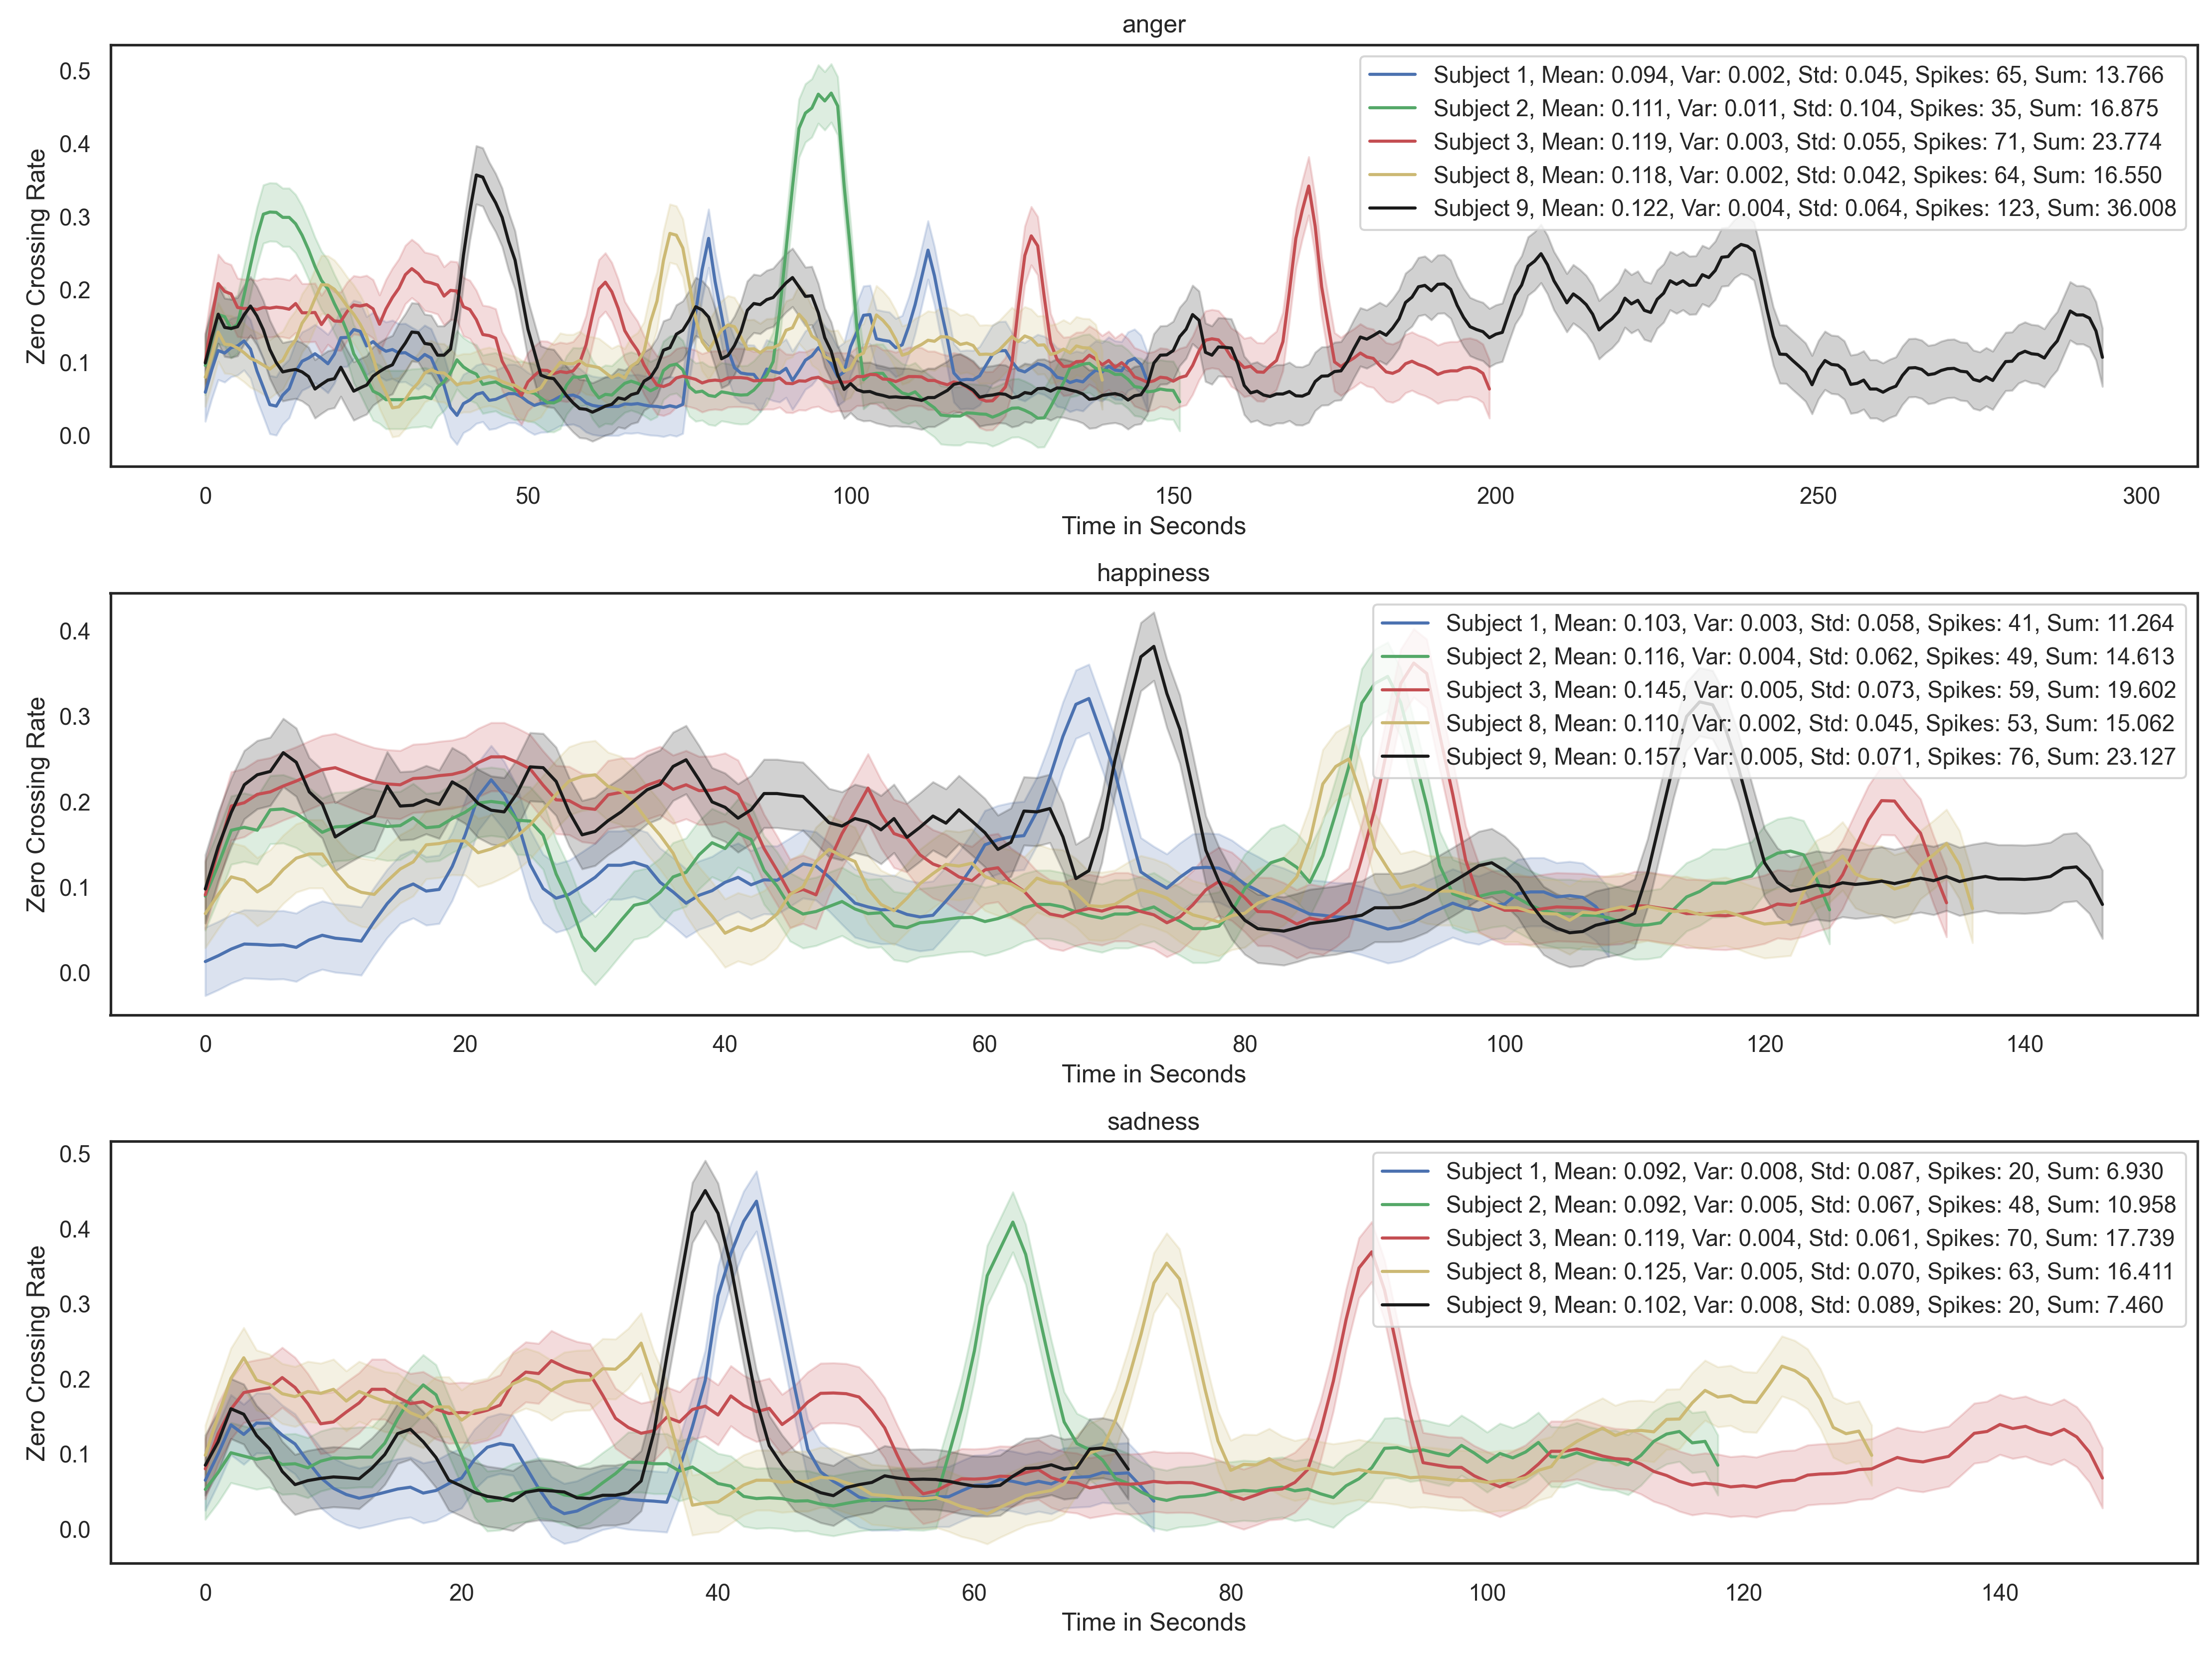 anger
0.5
0.4
0.3
0.2
0.1
0.0
Zero Crossing Rate
Subject 1, Mean: 0.094, Var: 0.002, Std: 0.045, Spikes: 65, Sum: 13.766
Subject 2, Mean: 0.111, Var: 0.011, Std: 0.104, Spikes: 35, Sum: 16.875
Subject 3, Mean: 0.119, Var: 0.003, Std: 0.055, Spikes: 71, Sum: 23.774
Subject 8, Mean: 0.118, Var: 0.002, Std: 0.042, Spikes: 64, Sum: 16.550
Subject 9, Mean: 0.122, Var: 0.004, Std: 0.064, Spikes: 123, Sum: 36.008
0 50 100 150 200 250 300
Time in Seconds
happiness
0.4
0.3
0.2
0.1
0.0
Zero Crossing Rate
Subject 1, Mean: 0.103, Var: 0.003, Std: 0.058, Spikes: 41, Sum: 11.264
Subject 2, Mean: 0.116, Var: 0.004, Std: 0.062, Spikes: 49, Sum: 14.613
Subject 3, Mean: 0.145, Var: 0.005, Std: 0.073, Spikes: 59, Sum: 19.602
Subject 8, Mean: 0.110, Var: 0.002, Std: 0.045, Spikes: 53, Sum: 15.062
Subject 9, Mean: 0.157, Var: 0.005, Std: 0.071, Spikes: 76, Sum: 23.127
0 20 40 60 80 100 120 140
Time in Seconds
sadness
0.5
0.4
0.3
0.2
0.1
0.0
Zero Crossing Rate
Subject 1, Mean: 0.092, Var: 0.008, Std: 0.087, Spikes: 20, Sum: 6.930
Subject 2, Mean: 0.092, Var: 0.005, Std: 0.067, Spikes: 48, Sum: 10.958
Subject 3, Mean: 0.119, Var: 0.004, Std: 0.061, Spikes: 70, Sum: 17.739
Subject 8, Mean: 0.125, Var: 0.005, Std: 0.070, Spikes: 63, Sum: 16.411
Subject 9, Mean: 0.102, Var: 0.008, Std: 0.089, Spikes: 20, Sum: 7.460
0 20 40 60 80 100 120 140
Time in Seconds